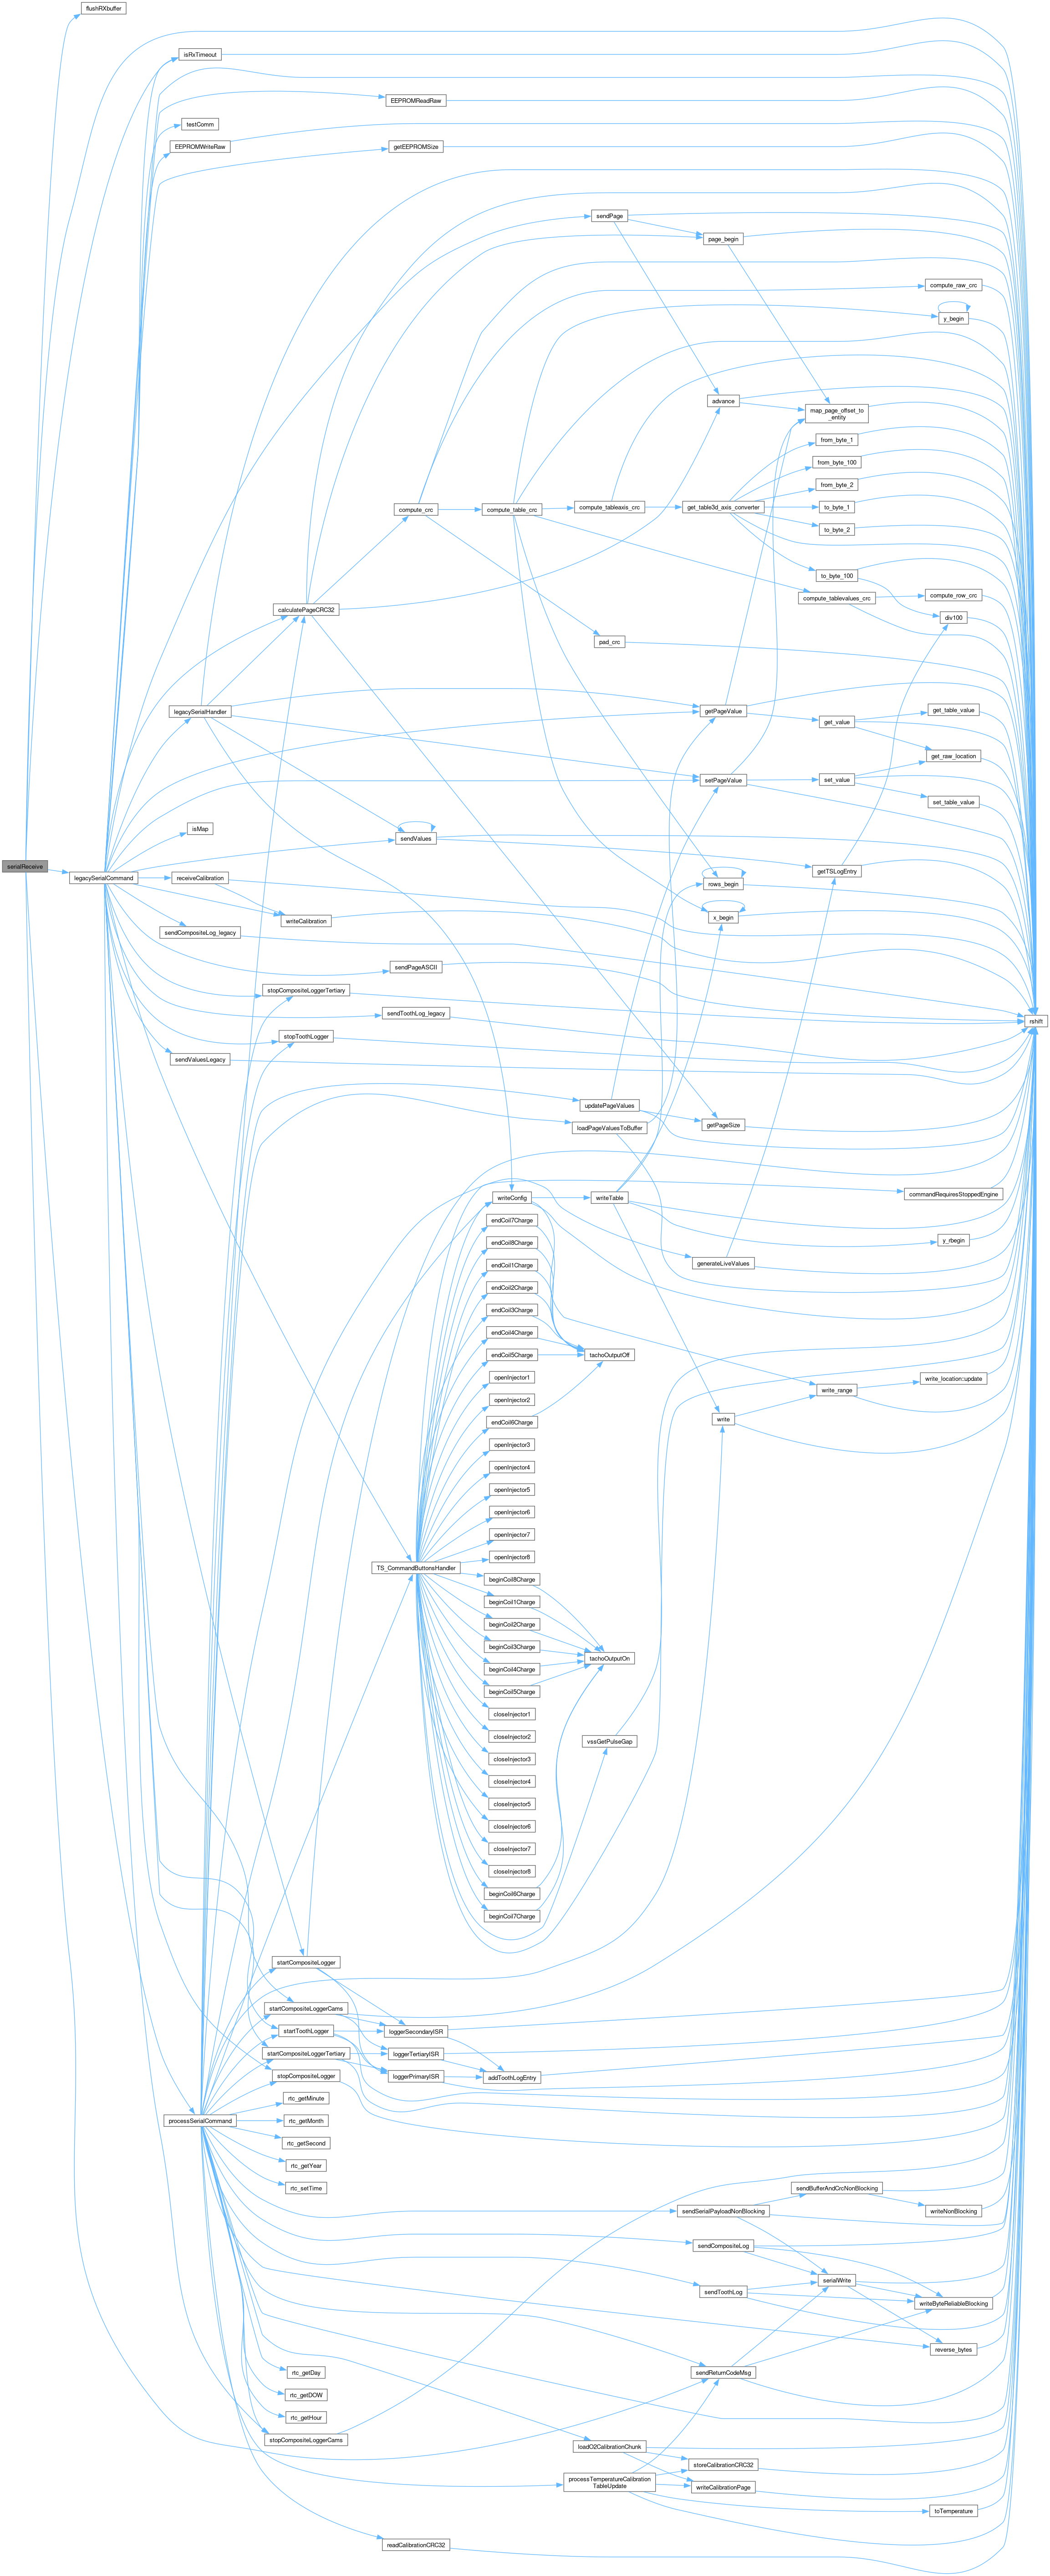 flushRXbuffer
isRxTimeout
EEPROMReadRaw
testComm
EEPROMWriteRaw
getEEPROMSize
sendPage
page_begin
compute_raw_crc
y_begin
advance
map_page_offset_to
_entity
from_byte_1
from_byte_100
from_byte_2
compute_crc
compute_table_crc
compute_tableaxis_crc
get_table3d_axis_converter
to_byte_1
to_byte_2
to_byte_100
compute_tablevalues_crc
compute_row_crc
calculatePageCRC32
div100
pad_crc
legacySerialHandler
getPageValue
get_value
get_table_value
get_raw_location
setPageValue
set_value
set_table_value
isMap
sendValues
serialReceive
legacySerialCommand
receiveCalibration
getTSLogEntry
rows_begin
writeCalibration
x_begin
sendCompositeLog_legacy
sendPageASCII
stopCompositeLoggerTertiary
sendToothLog_legacy
rshift
stopToothLogger
sendValuesLegacy
updatePageValues
loadPageValuesToBuffer
getPageSize
commandRequiresStoppedEngine
writeConfig
writeTable
endCoil7Charge
y_rbegin
endCoil8Charge
generateLiveValues
endCoil1Charge
endCoil2Charge
endCoil3Charge
endCoil4Charge
endCoil5Charge
tachoOutputOff
openInjector1
write_location::update
write_range
openInjector2
write
endCoil6Charge
openInjector3
openInjector4
openInjector5
openInjector6
openInjector7
openInjector8
TS_CommandButtonsHandler
beginCoil8Charge
beginCoil1Charge
beginCoil2Charge
beginCoil3Charge
tachoOutputOn
beginCoil4Charge
beginCoil5Charge
closeInjector1
closeInjector2
vssGetPulseGap
closeInjector3
closeInjector4
closeInjector5
closeInjector6
closeInjector7
closeInjector8
beginCoil6Charge
beginCoil7Charge
startCompositeLogger
startCompositeLoggerCams
startToothLogger
loggerSecondaryISR
startCompositeLoggerTertiary
loggerTertiaryISR
stopCompositeLogger
loggerPrimaryISR
addToothLogEntry
rtc_getMinute
processSerialCommand
rtc_getMonth
rtc_getSecond
rtc_getYear
rtc_setTime
sendBufferAndCrcNonBlocking
sendSerialPayloadNonBlocking
writeNonBlocking
sendCompositeLog
serialWrite
sendToothLog
writeByteReliableBlocking
reverse_bytes
rtc_getDay
sendReturnCodeMsg
rtc_getDOW
rtc_getHour
stopCompositeLoggerCams
loadO2CalibrationChunk
storeCalibrationCRC32
processTemperatureCalibration
TableUpdate
writeCalibrationPage
toTemperature
readCalibrationCRC32